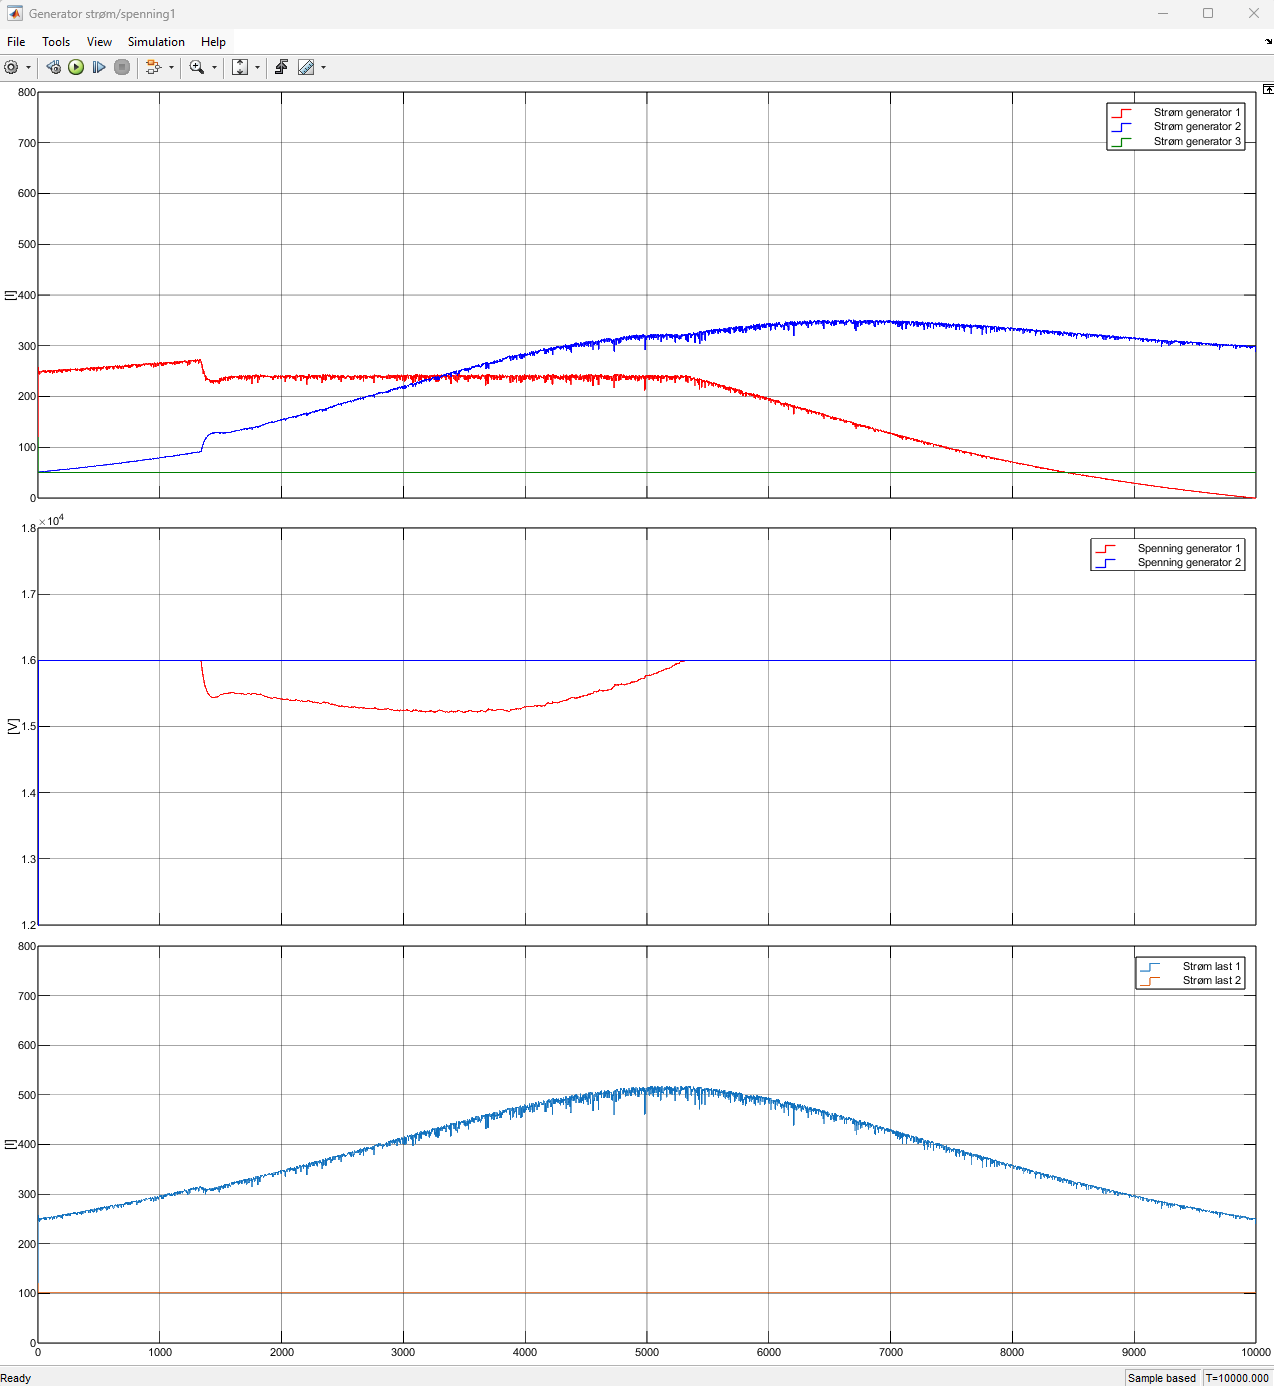 Generator strøm/spenning1
File Tools View Simulation Help
800
700
600
500
400
300
200
100
0
[I]
Strøm generator 1
Strøm generator 2
Strøm generator 3
×10⁴
1.8
1.7
1.6
1.5
1.4
1.3
1.2
[V]
Spenning generator 1
Spenning generator 2
800
700
600
500
400
300
200
100
0
[I]
Strøm last 1
Strøm last 2
0 1000 2000 3000 4000 5000 6000 7000 8000 9000 10000
Ready
Sample based T=10000.000